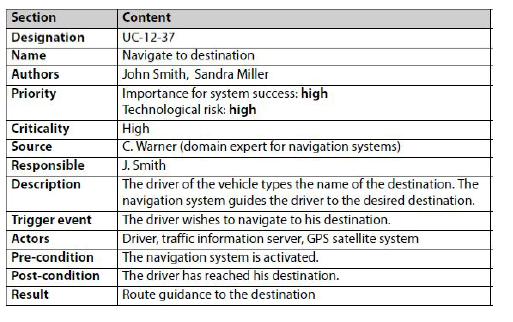 Section Content
Designation UC-12-37
Name Navigate to destination
Authors John Smith, Sandra Miller
Priority Importance for system success: high
Technological risk: high
Criticality High
Source C. Warner (domain expert for navigation systems)
Responsible J. Smith
Description The driver of the vehicle types the name of the destination. The
navigation system guides the driver to the desired destination.
Trigger event The driver wishes to navigate to his destination.
Actors Driver, traffic information server, GPS satellite system
Pre-condition The navigation system is activated.
Post-condition The driver has reached his destination.
Result Route guidance to the destination